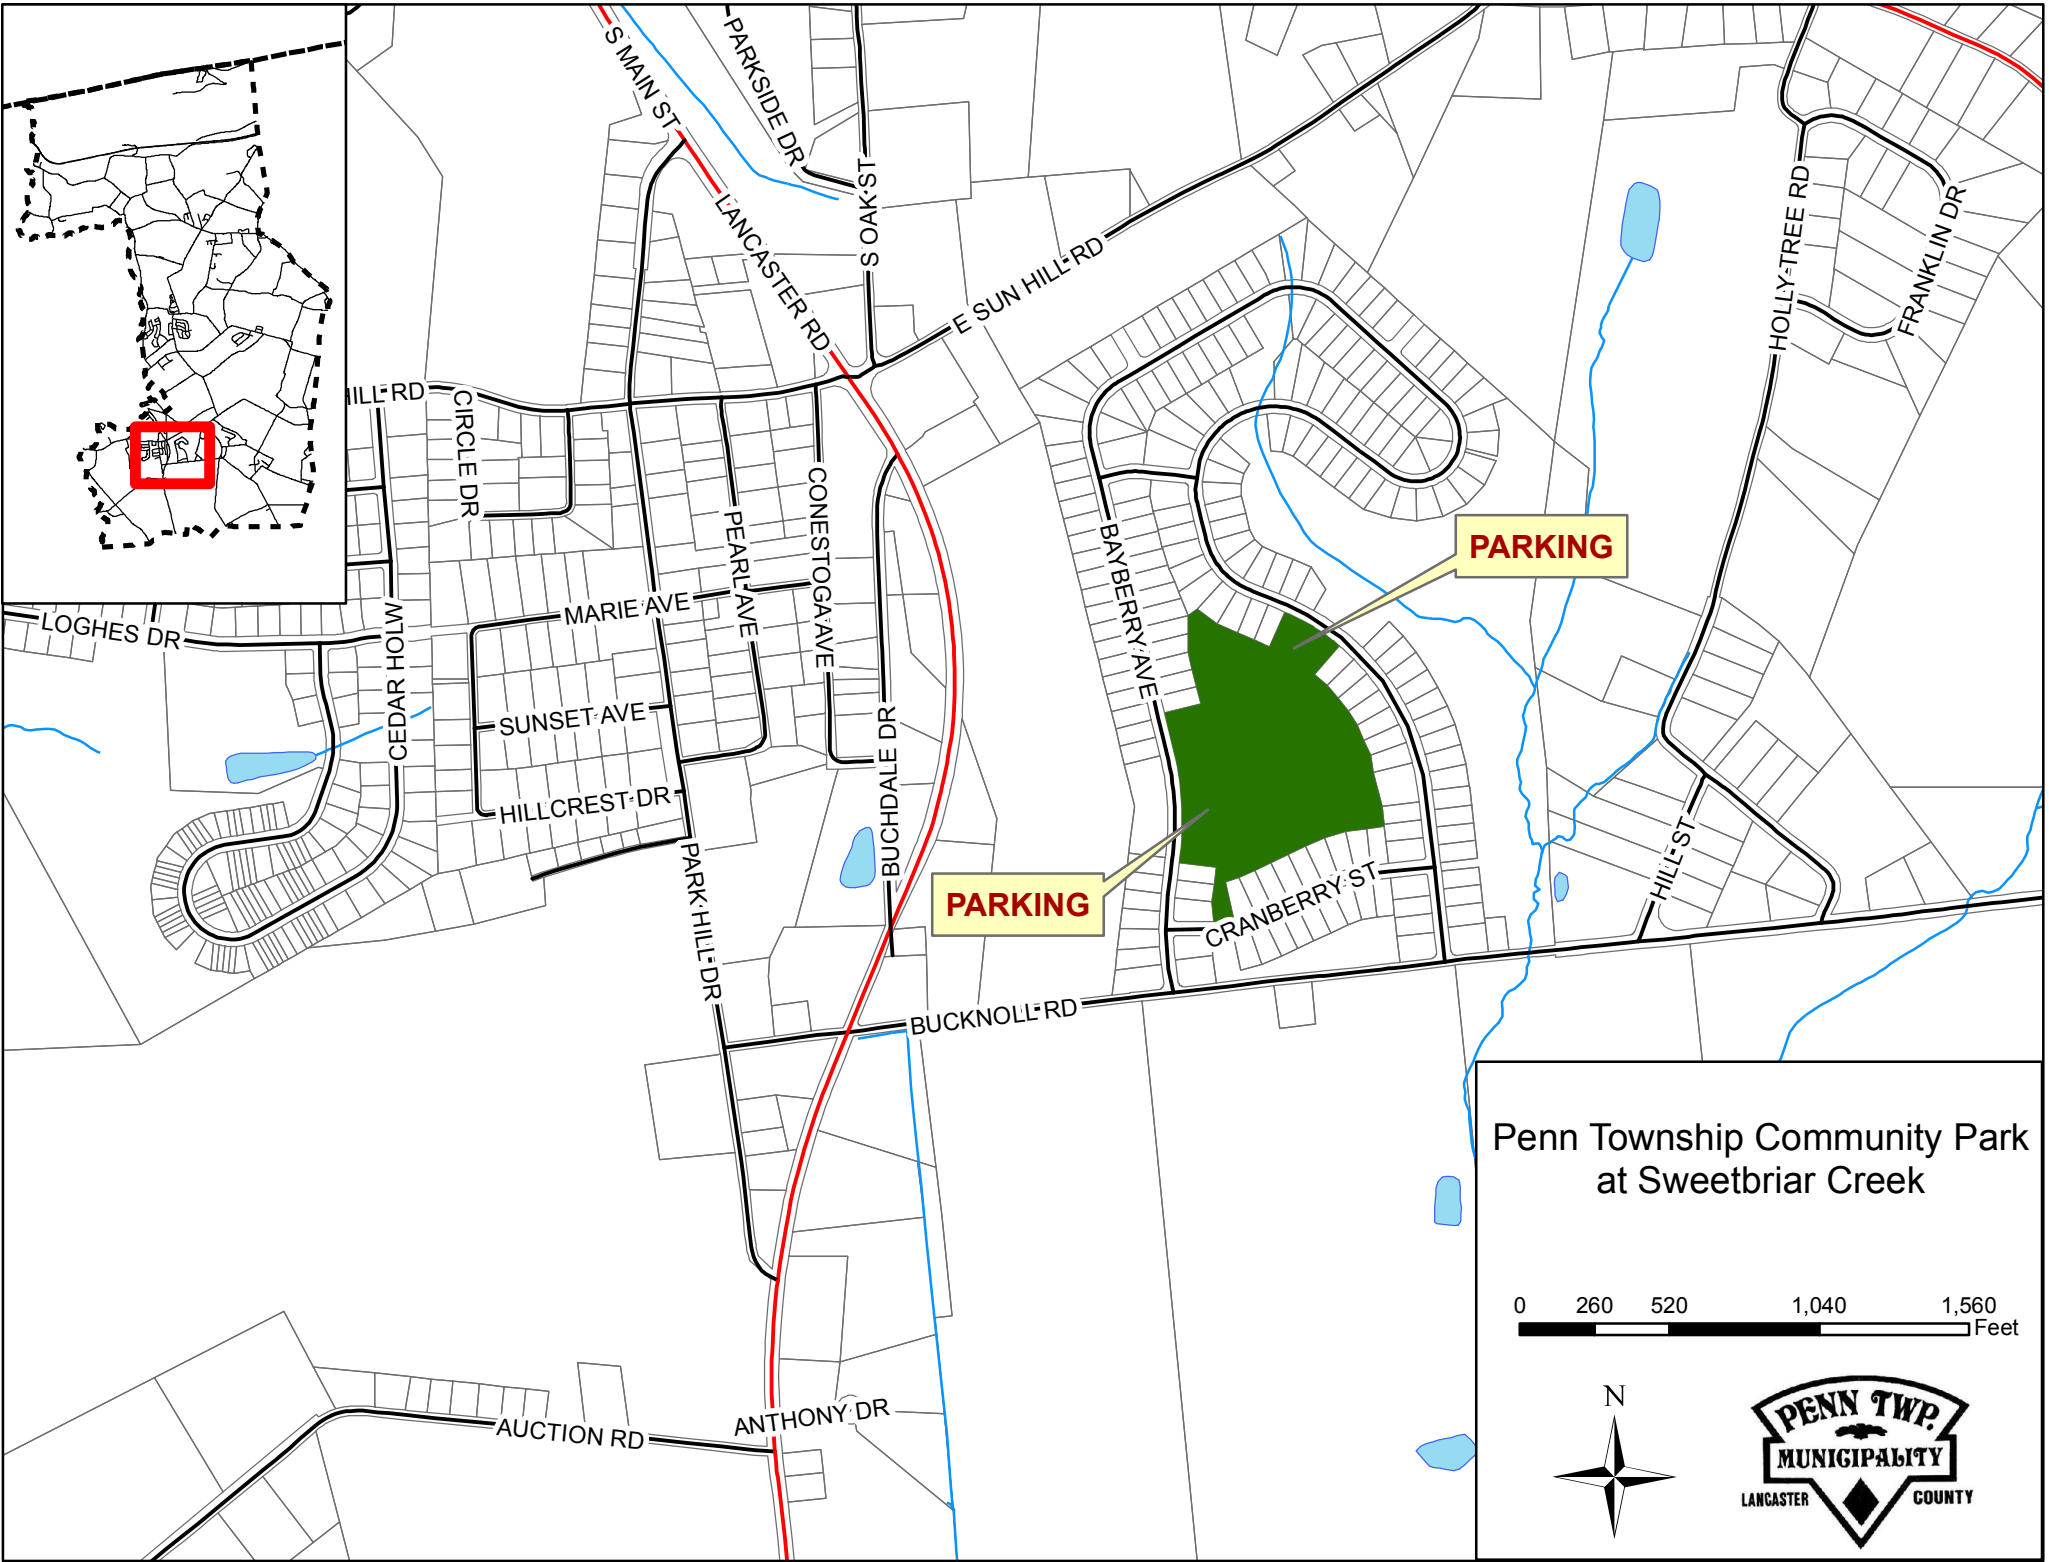 S MAIN ST
PARKSIDE DR
S OAK ST
LANCASTER RD
E SUN HILL RD
HOLLY TREE RD
FRANKLIN DR
HILL RD
CIRCLE DR
PEARL AVE
CONESTOGA AVE
BAYBERRY AVE
PARKING
LOGHES DR
CEDAR HOLW
MARIE AVE
SUNSET AVE
HILLCREST DR
BUCHDALE DR
PARK HILL DR
PARKING
CRANBERRY ST
HILL ST
BUCKNOLL RD
AUCTION RD
ANTHONY DR
Penn Township Community Park
at Sweetbriar Creek
0 260 520 1,040 1,560
Feet
N
PENN TWP.
MUNICIPALITY
LANCASTER COUNTY